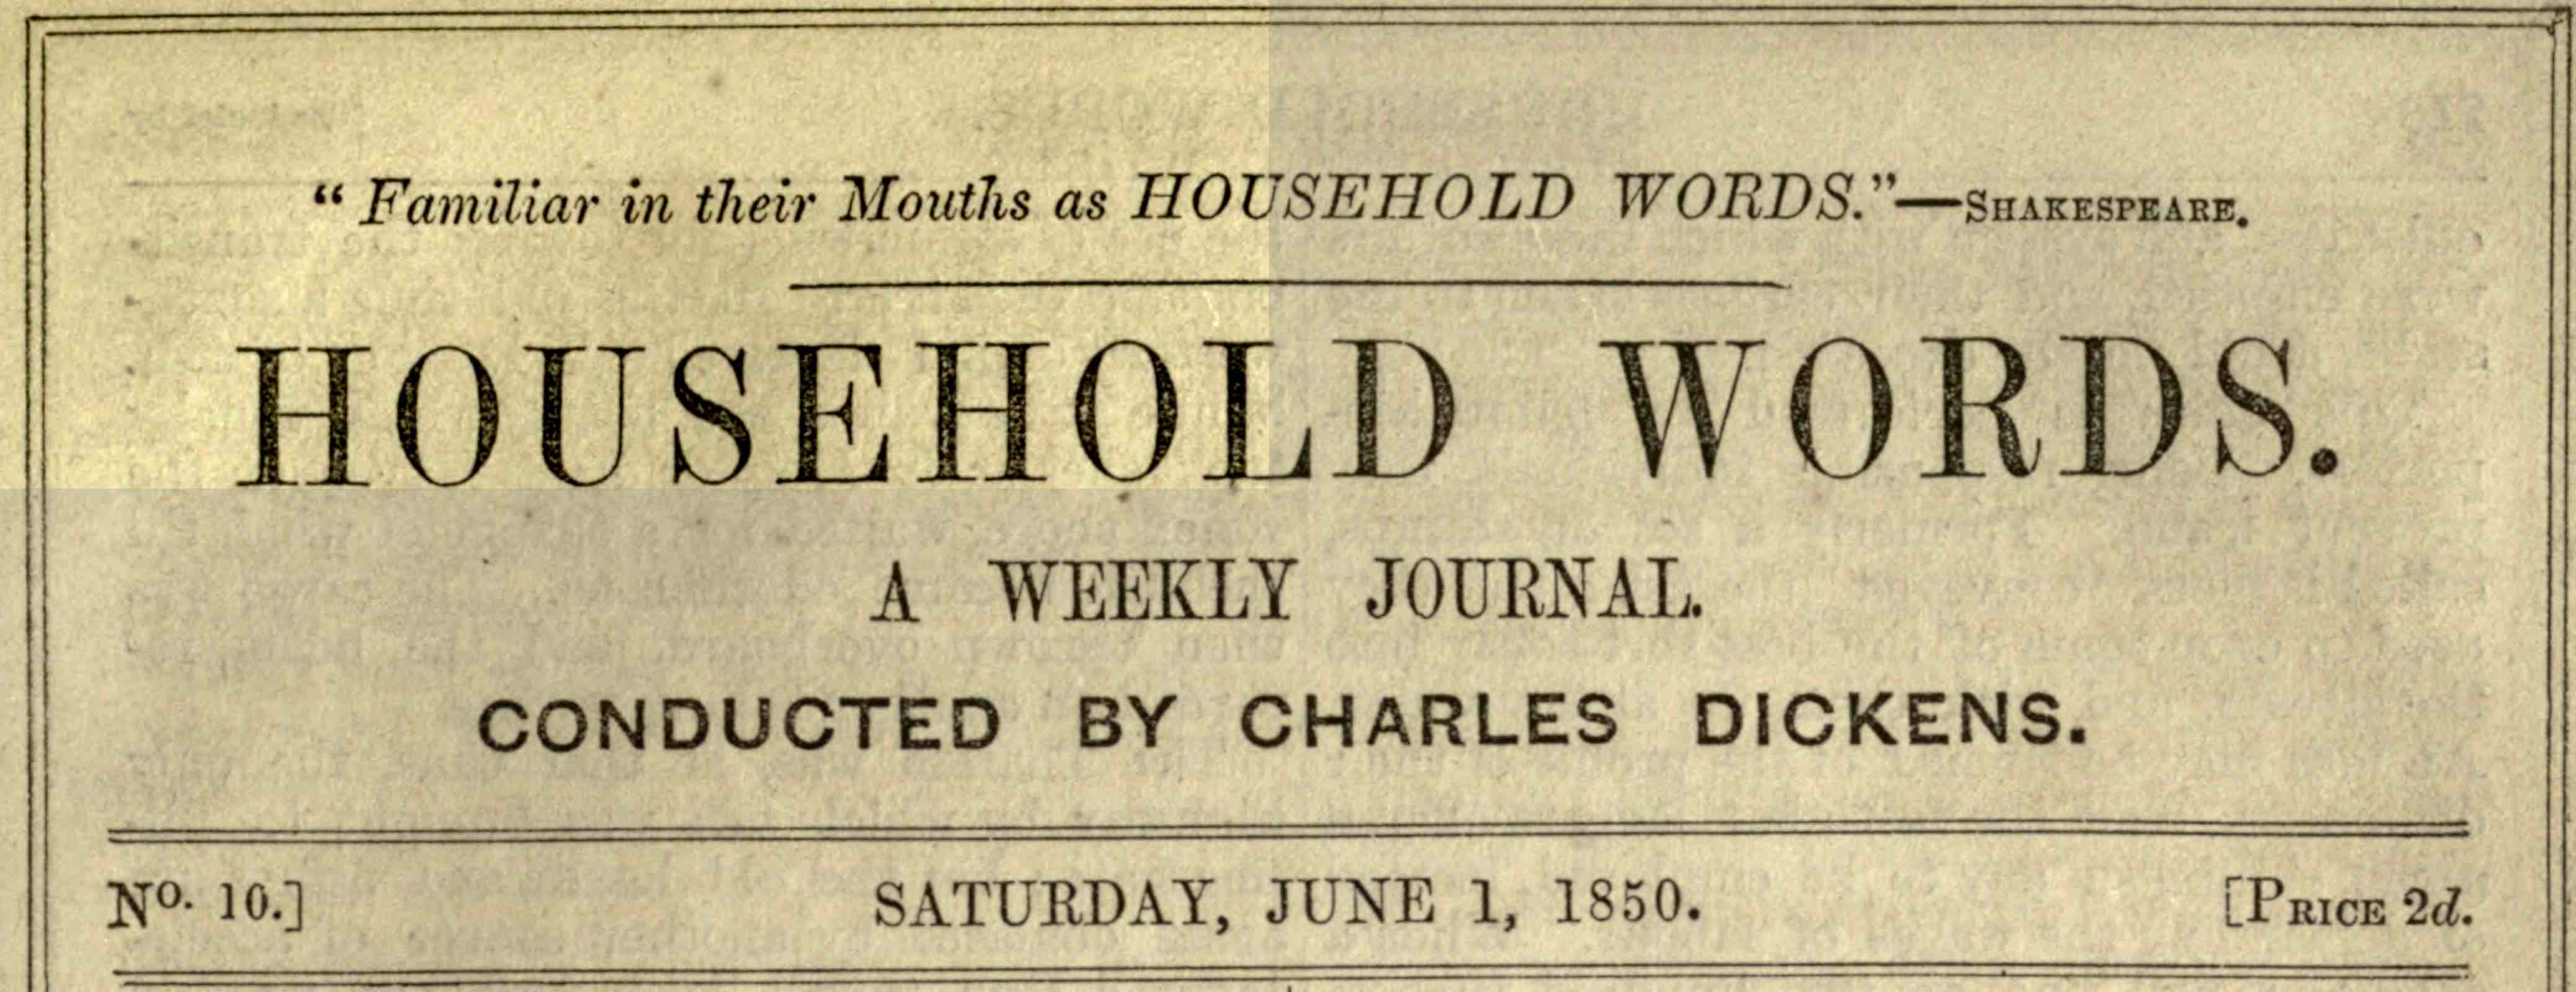 “Familiar in their Mouths as HOUSEHOLD WORDS.”—SHAKESPEARE.
HOUSEHOLD WORDS.
A WEEKLY JOURNAL.
CONDUCTED BY CHARLES DICKENS.
No. 10.] SATURDAY, JUNE 1, 1850. [PRICE 2d.